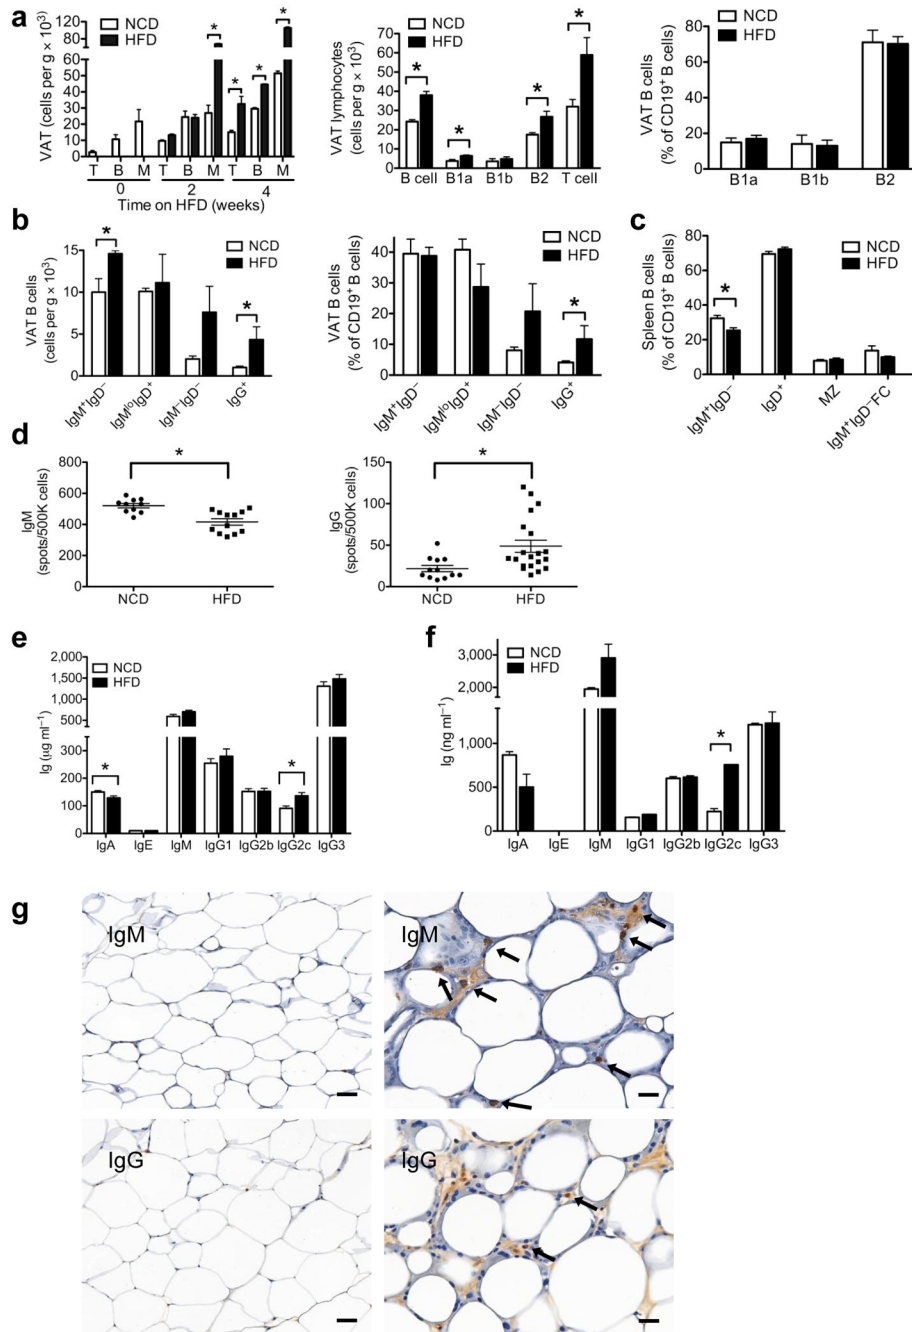 a
VAT (cells per g × 10³)
120
100
80
60
50
40
30
20
10
0
NCD
HFD
*
*
*
*
T B M T B M T B M
0 2 4
Time on HFD (weeks)
VAT lymphocytes
(cells per g × 10³)
80
60
40
20
0
NCD
HFD
*
*
*
*
B cell B1a B1b B2 T cell
VAT B cells
(% of CD19⁺ B cells)
80
60
40
20
0
NCD
HFD
B1a B1b B2
b
VAT B cells
(cells per g × 10³)
15
10
5
0
NCD
HFD
*
*
IgM⁺IgD⁻
IgMˡᵒIgD⁺
IgM⁻IgD⁻
IgG⁺
VAT B cells
(% of CD19⁺ B cells)
40
30
20
10
0
NCD
HFD
*
IgM⁺IgD⁻
IgMˡᵒIgD⁺
IgM⁻IgD⁻
IgG⁺
c
Spleen B cells
(% of CD19⁺ B cells)
80
60
40
20
0
NCD
HFD
*
IgM⁺IgD⁻
IgD⁺
MZ
IgM⁺IgD⁻FC
d
IgM
(spots/500K cells)
800
600
400
200
0
*
NCD HFD
IgG
(spots/500K cells)
150
100
50
0
*
NCD HFD
e
Ig (μg ml⁻¹)
2,000
1,500
1,000
500
300
200
100
0
NCD
HFD
*
*
IgA IgE IgM IgG1 IgG2b IgG2c IgG3
f
Ig (ng ml⁻¹)
3,000
2,000
1,000
500
0
NCD
HFD
*
IgA IgE IgM IgG1 IgG2b IgG2c IgG3
g
IgM
IgM
IgG
IgG